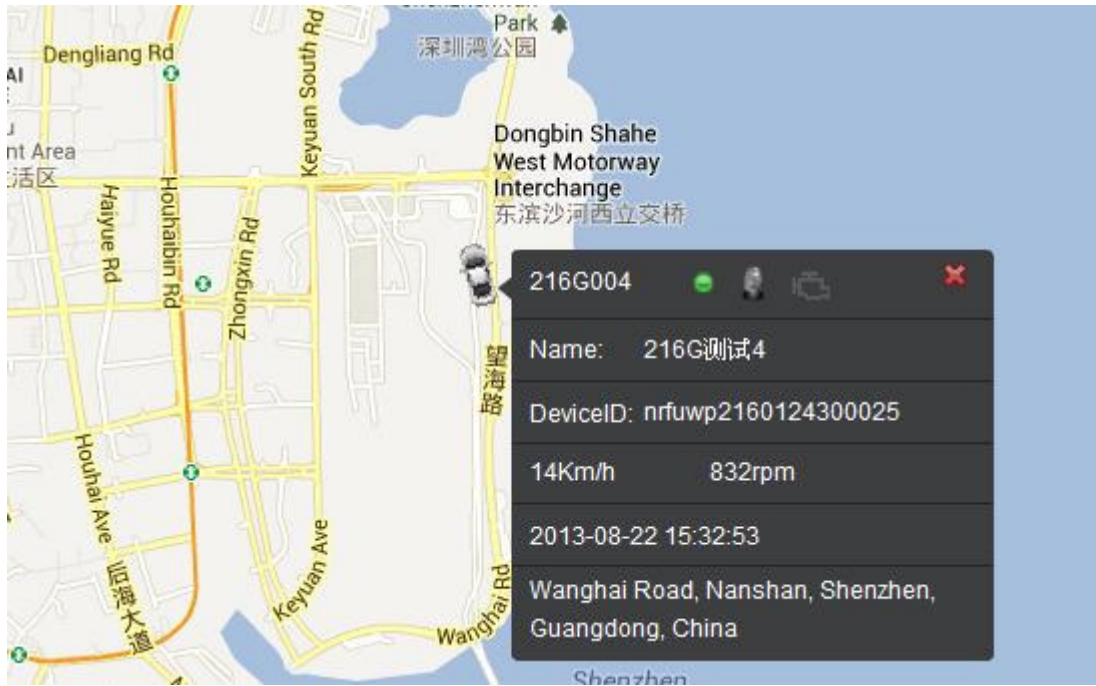 Park
深圳湾公园
Dengliang Rd
Keyuan South Rd
AI
nt Area
活区
Dongbin Shahe
West Motorway
Interchange
东滨沙河西立交桥
Haiyue Rd
Houhaibin Rd
Zhongxin Rd
216G004
Name: 216G测试4
DeviceID: nrfuwp2160124300025
14Km/h 832rpm
2013-08-22 15:32:53
Wanghai Road, Nanshan, Shenzhen,
Guangdong, China
望海路
Houhai Ave
后海大道
Keyuan Ave
Wanghai Rd
Shenzhen